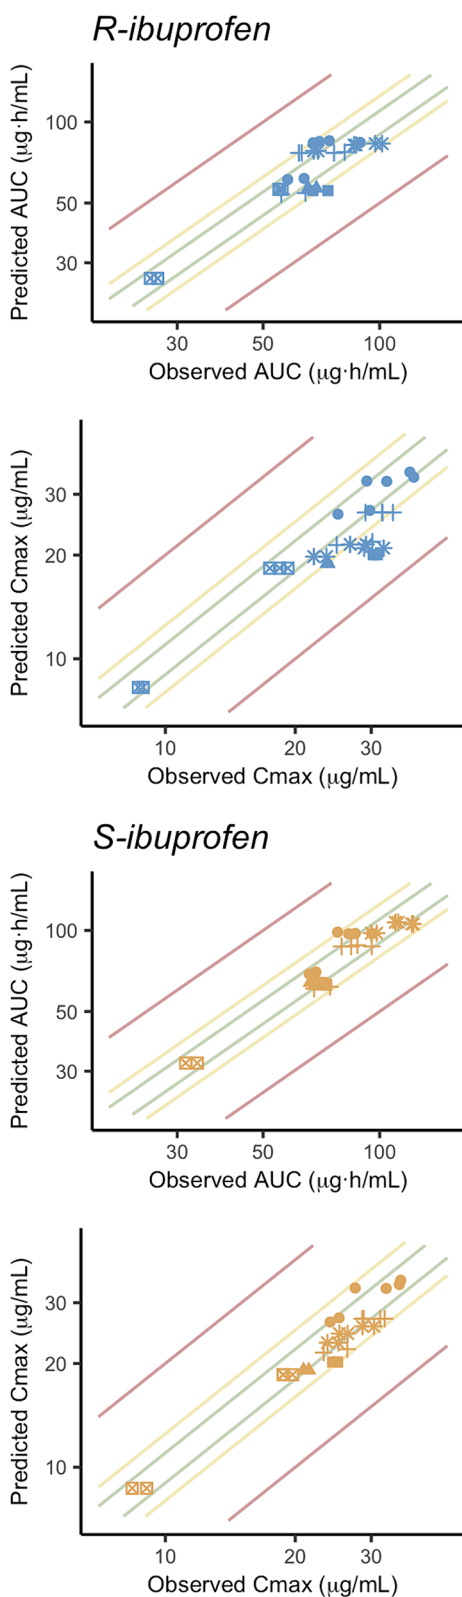 R-ibuprofen
Predicted AUC (μg·h/mL)
100
50
30
30
50
100
Observed AUC (μg·h/mL)
Predicted Cmax (μg/mL)
30
20
10
10
20
30
Observed Cmax (μg/mL)
S-ibuprofen
Predicted AUC (μg·h/mL)
100
50
30
30
50
100
Observed AUC (μg·h/mL)
Predicted Cmax (μg/mL)
30
20
10
10
20
30
Observed Cmax (μg/mL)